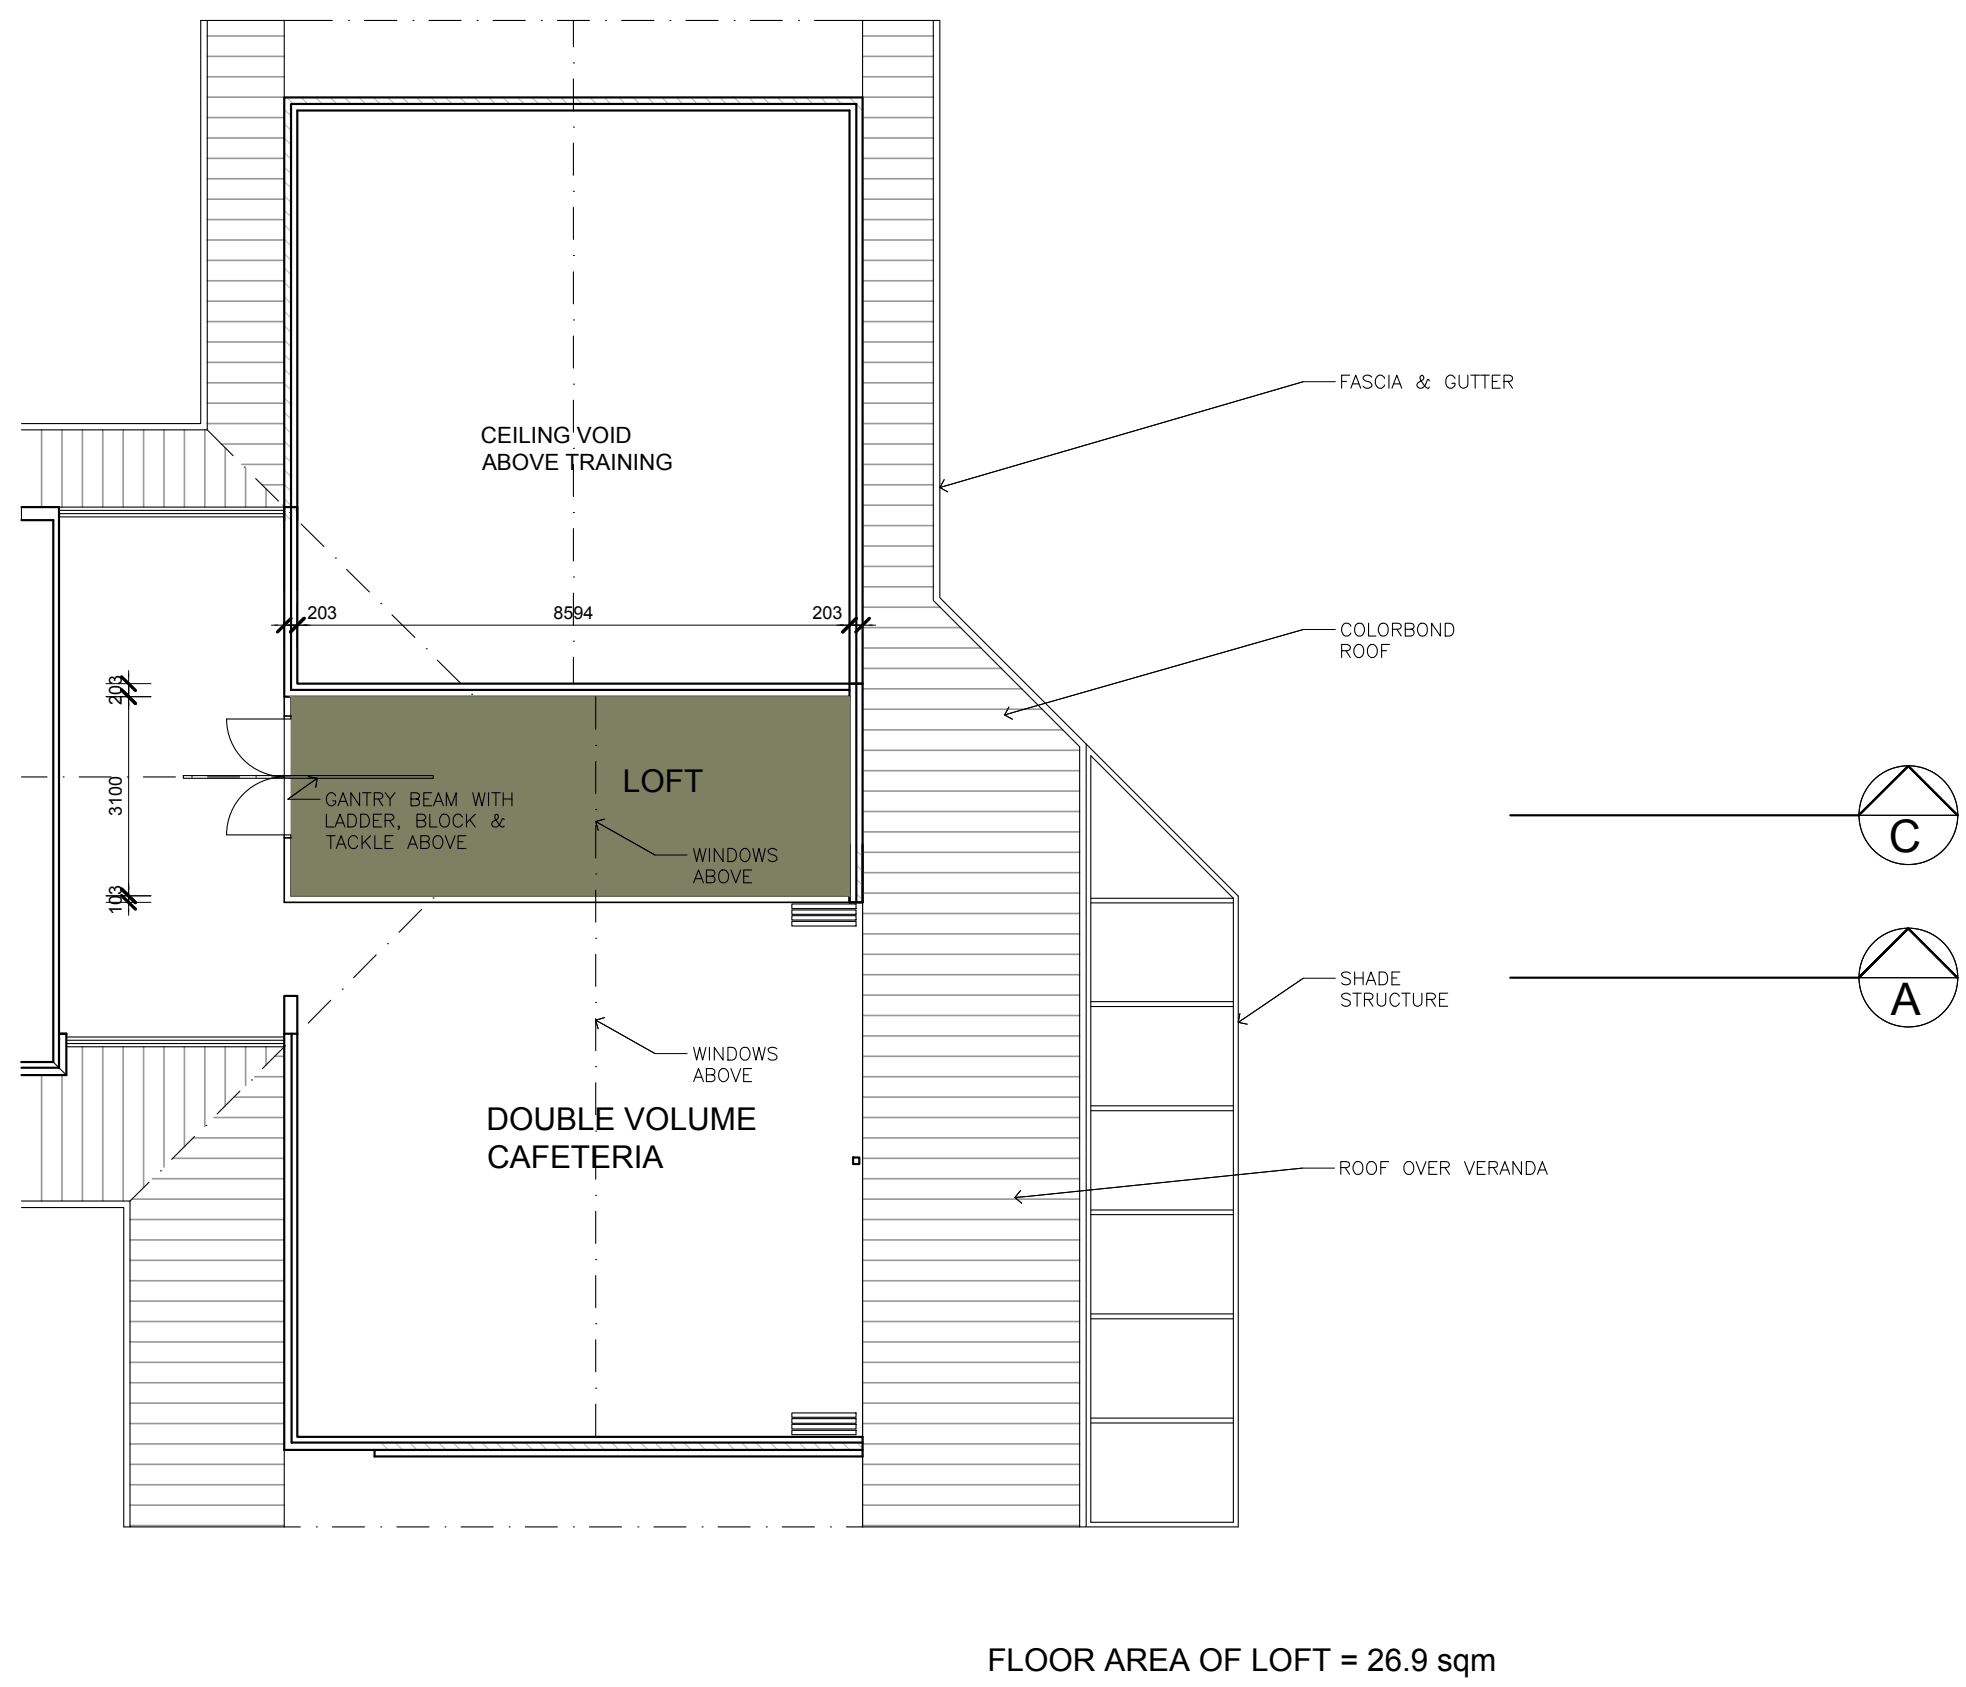 FASCIA & GUTTER
CEILING VOID
ABOVE TRAINING
203
8594
203
COLORBOND
ROOF
203
3100
103
LOFT
GANTRY BEAM WITH
LADDER, BLOCK &
TACKLE ABOVE
WINDOWS
ABOVE
C
SHADE
STRUCTURE
A
WINDOWS
ABOVE
DOUBLE VOLUME
CAFETERIA
ROOF OVER VERANDA
FLOOR AREA OF LOFT = 26.9 sqm